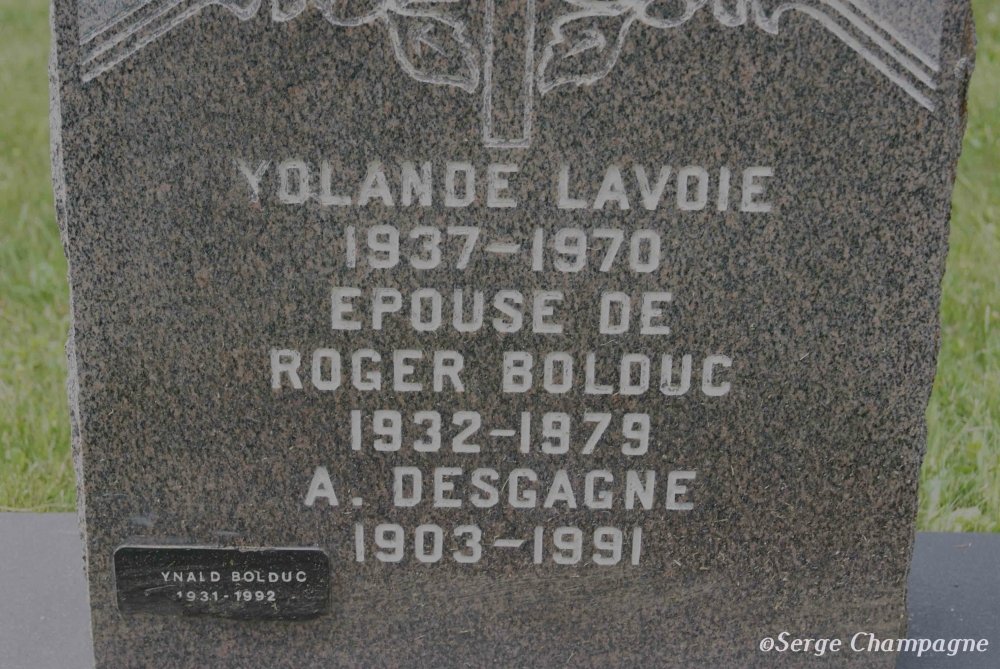 YOLANDE LAVOIE
1937-1970
EPOUSE DE
ROGER BOLDUC
1932-1979
A. DESGAGNE
1903-1991
YNALD BOLDUC
1931-1992
©Serge Champagne